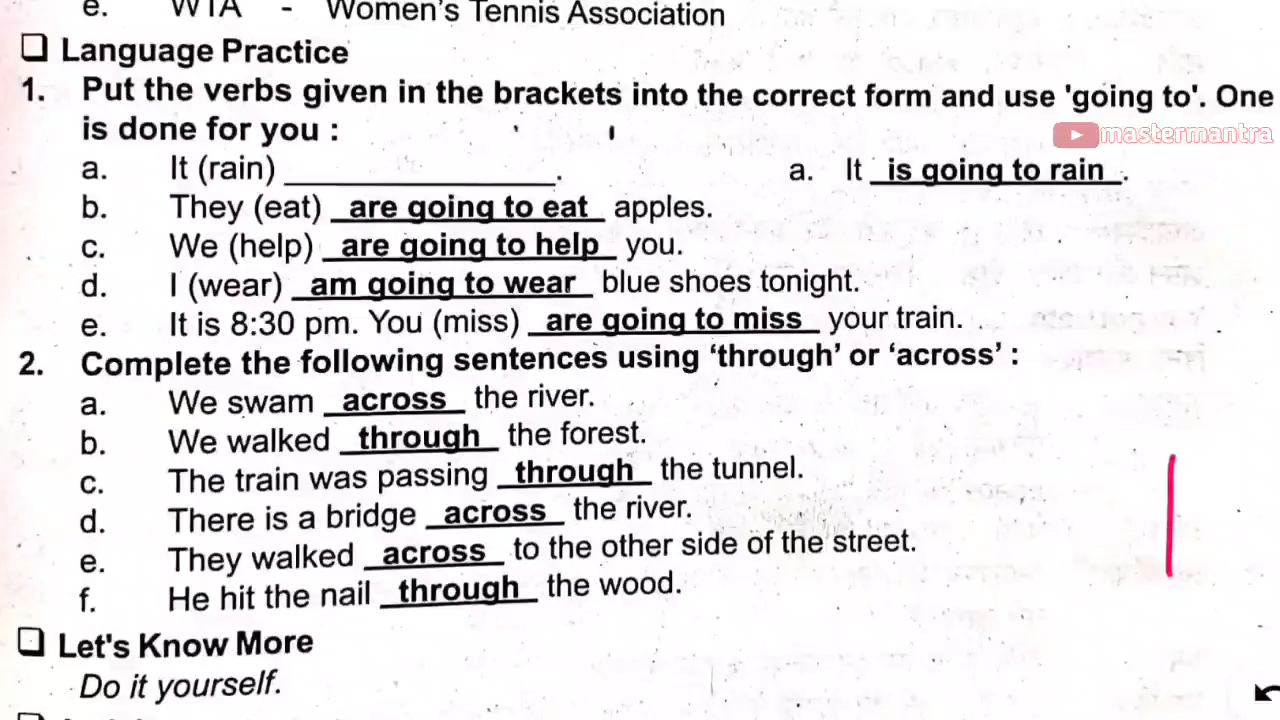 e. WTA - Women's Tennis Association
❑ Language Practice
1. Put the verbs given in the brackets into the correct form and use 'going to'. One
is done for you :
mastermantra
a. It (rain) ____________________. a. It is going to rain.
b. They (eat) are going to eat apples.
c. We (help) are going to help you.
d. I (wear) am going to wear blue shoes tonight.
e. It is 8:30 pm. You (miss) are going to miss your train.
2. Complete the following sentences using ‘through’ or ‘across’ :
a. We swam across the river.
b. We walked through the forest.
c. The train was passing through the tunnel.
d. There is a bridge across the river.
e. They walked across to the other side of the street.
f. He hit the nail through the wood.
❑ Let's Know More
Do it yourself.